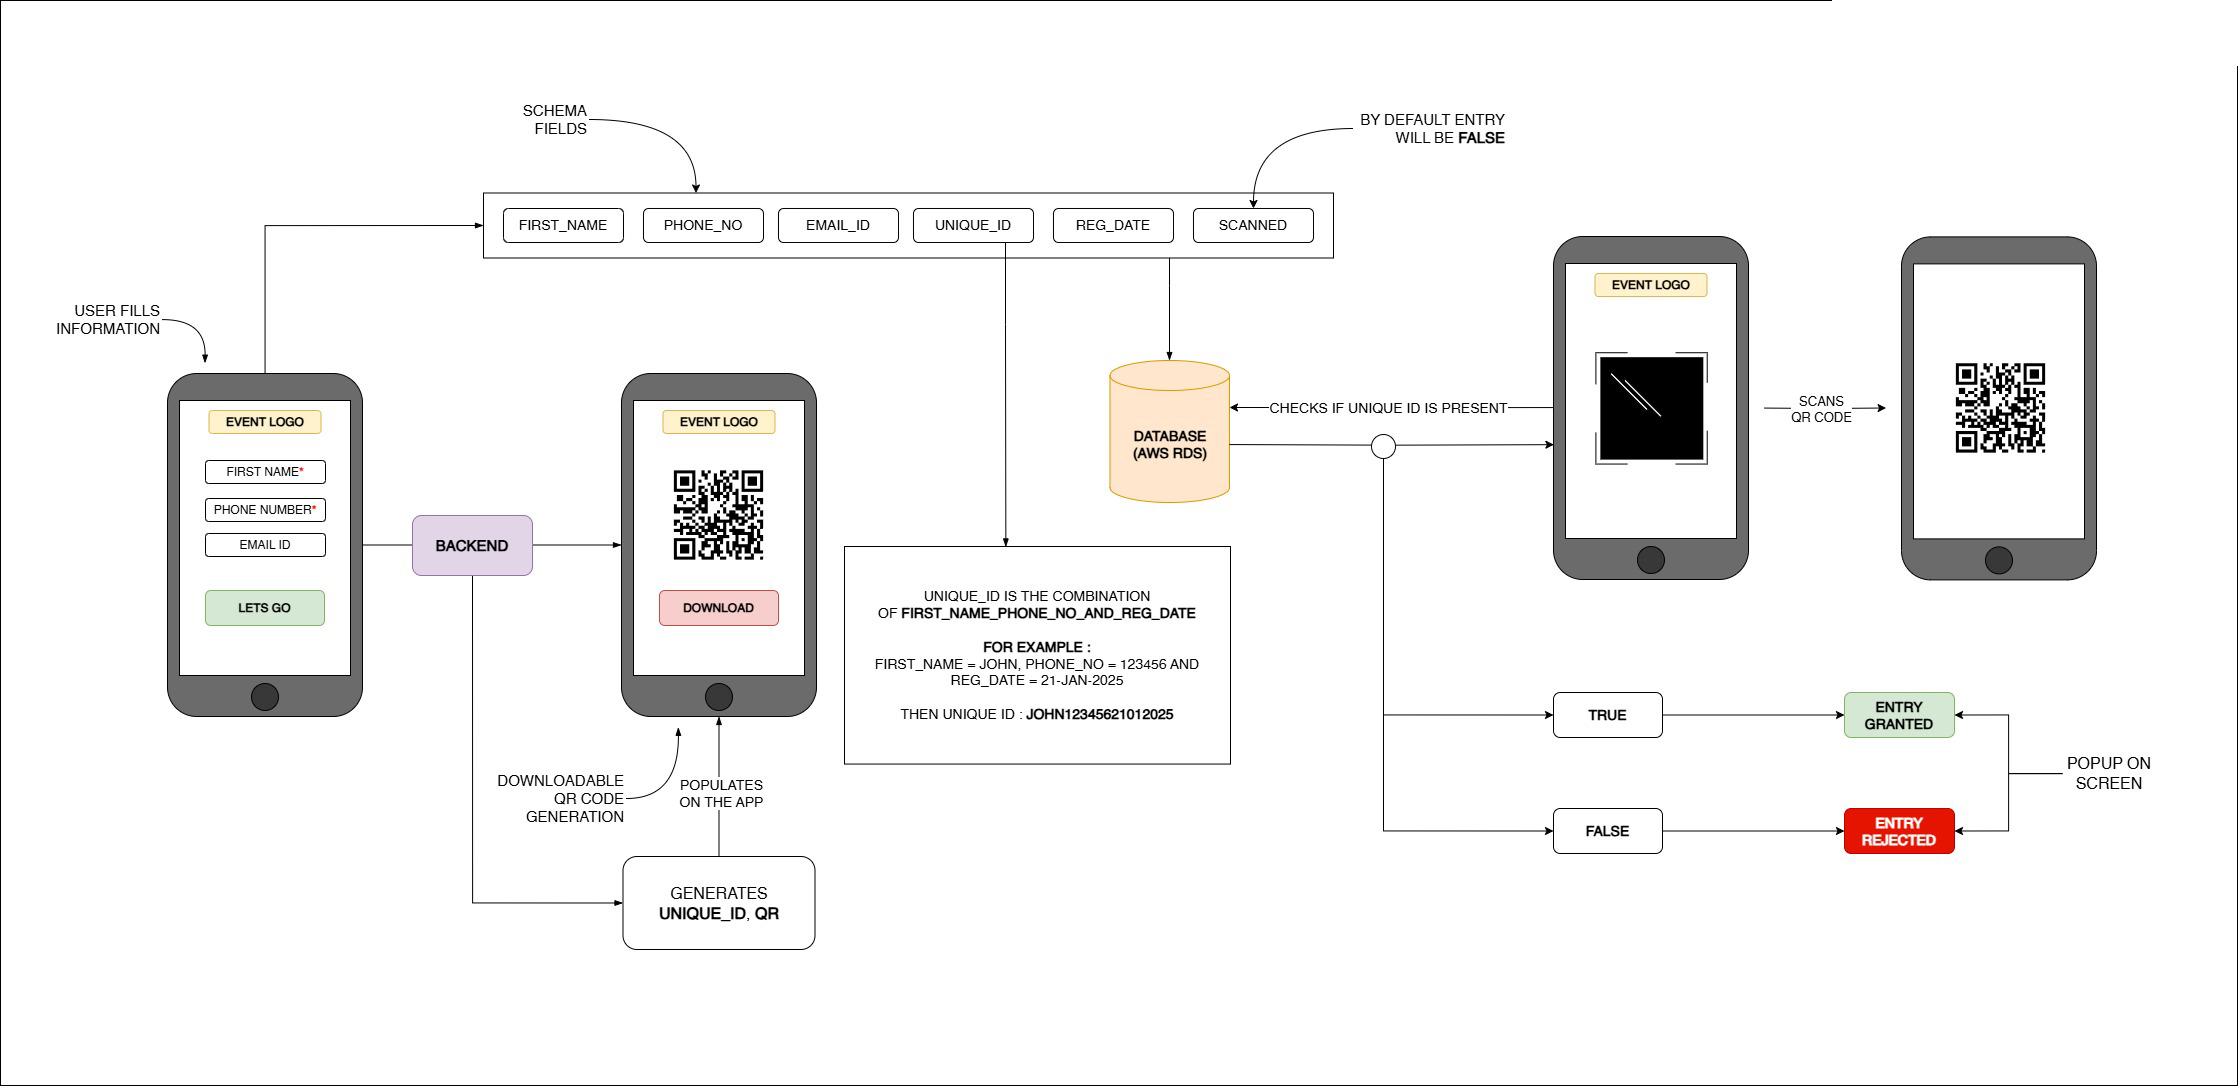 SCHEMA
FIELDS
BY DEFAULT ENTRY
WILL BE FALSE
FIRST_NAME
PHONE_NO
EMAIL_ID
UNIQUE_ID
REG_DATE
SCANNED
USER FILLS
INFORMATION
EVENT LOGO
FIRST NAME*
PHONE NUMBER*
EMAIL ID
LETS GO
BACKEND
EVENT LOGO
DOWNLOAD
DOWNLOADABLE
QR CODE
GENERATION
POPULATES
ON THE APP
GENERATES
UNIQUE_ID, QR
UNIQUE_ID IS THE COMBINATION
OF FIRST_NAME_PHONE_NO_AND_REG_DATE
FOR EXAMPLE :
FIRST_NAME = JOHN, PHONE_NO = 123456 AND
REG_DATE = 21-JAN-2025
THEN UNIQUE ID : JOHN12345621012025
DATABASE
(AWS RDS)
CHECKS IF UNIQUE ID IS PRESENT
EVENT LOGO
SCANS
QR CODE
TRUE
ENTRY
GRANTED
FALSE
ENTRY
REJECTED
POPUP ON
SCREEN